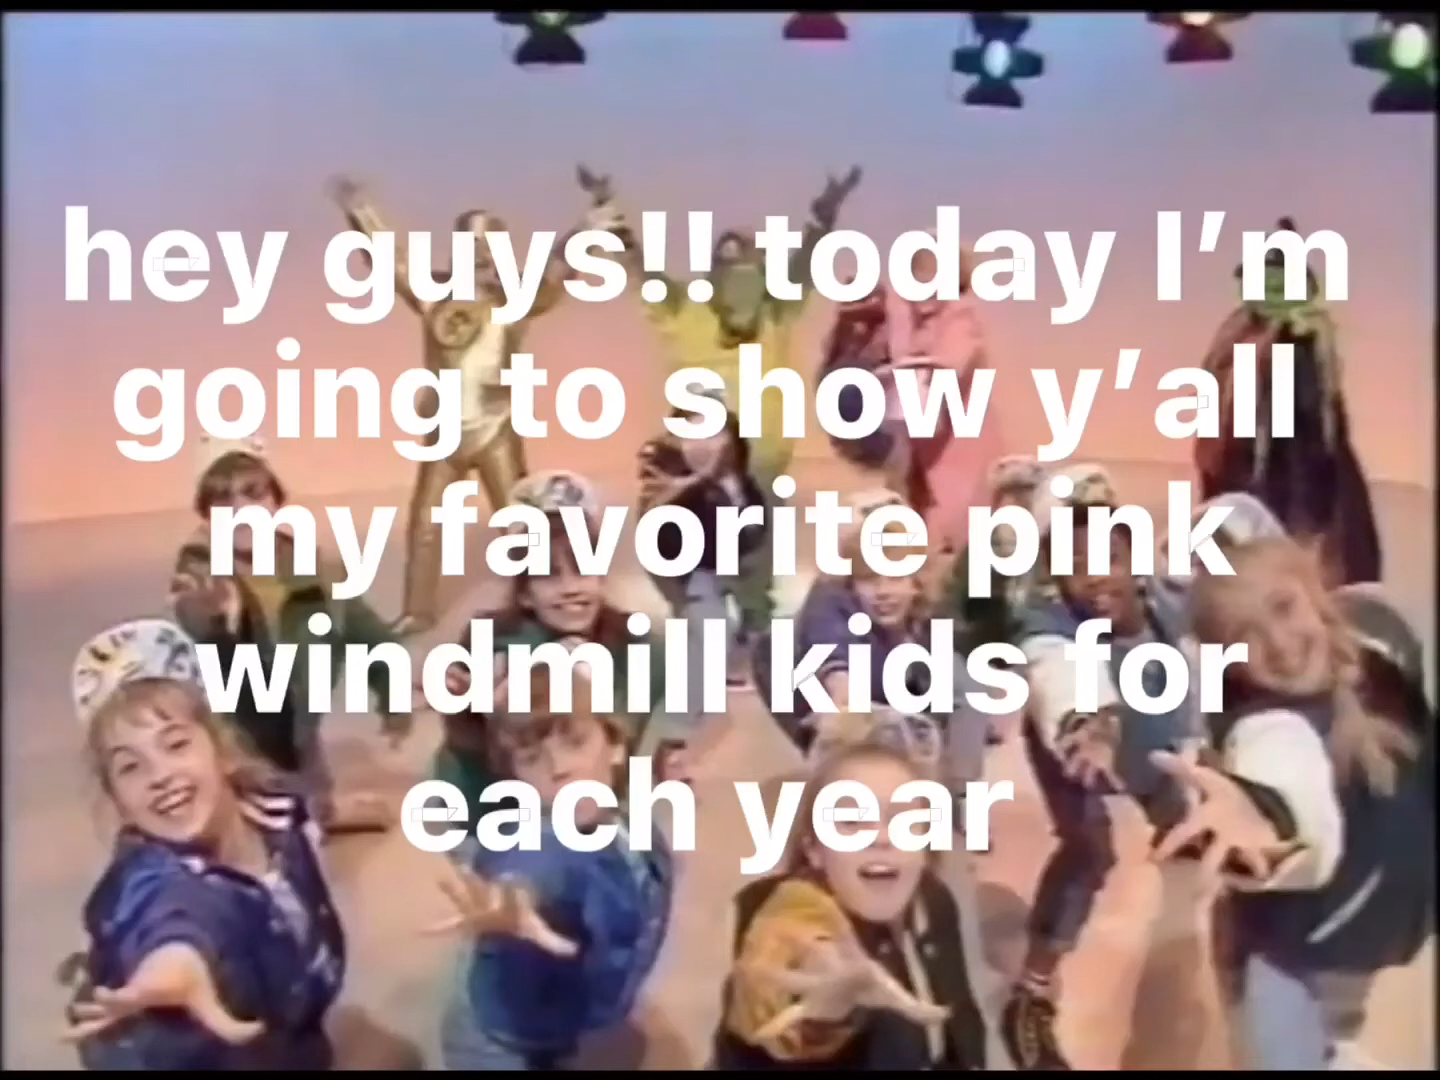 hey guys!! today I’m
going to show y’all
my favorite pink
windmill kids for
each year